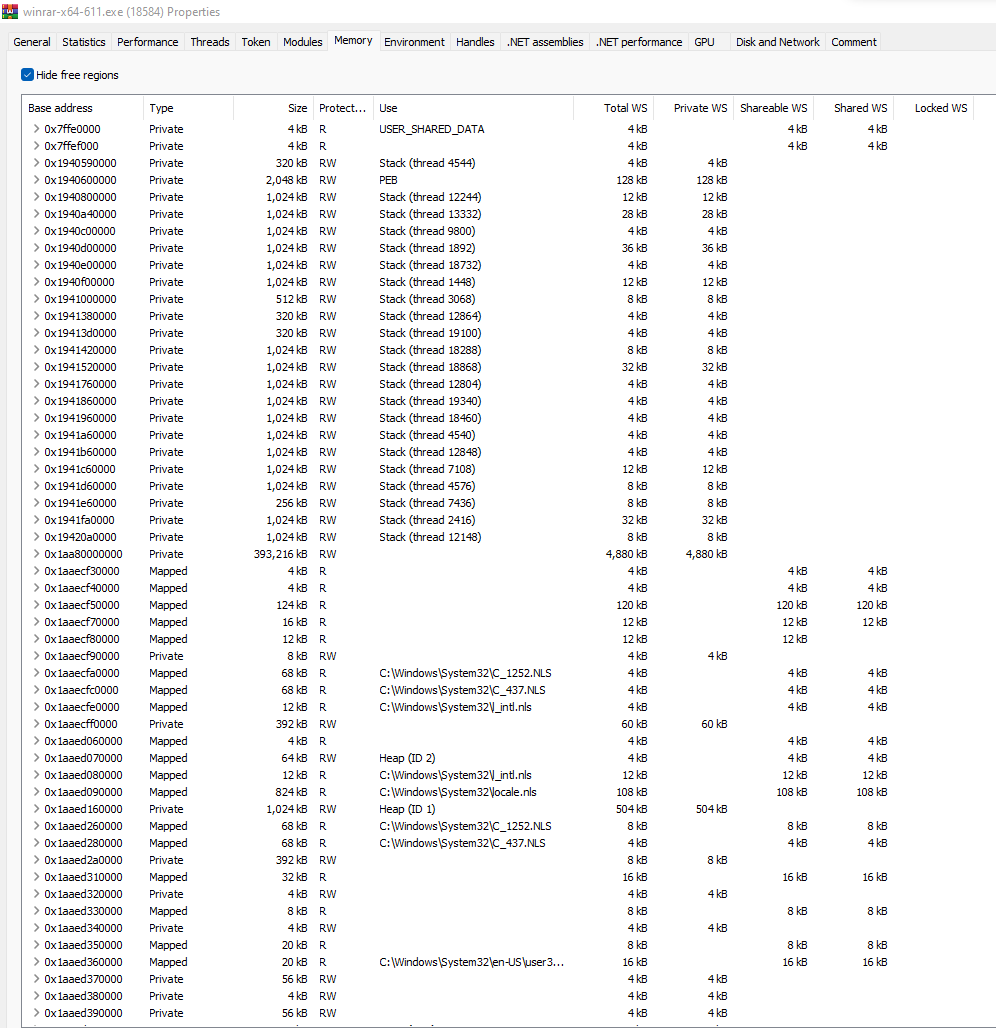 winrar-x64-611.exe (18584) Properties
General Statistics Performance Threads Token Modules Memory Environment Handles .NET assemblies .NET performance GPU Disk and Network Comment
Hide free regions
Base address Type Size Protect... Use Total WS Private WS Shareable WS Shared WS Locked WS
0x7ffe0000 Private 4 kB R USER_SHARED_DATA 4 kB 4 kB 4 kB
0x7ffef000 Private 4 kB R 4 kB 4 kB 4 kB
0x1940590000 Private 320 kB RW Stack (thread 4544) 4 kB 4 kB
0x1940600000 Private 2,048 kB RW PEB 128 kB 128 kB
0x1940800000 Private 1,024 kB RW Stack (thread 12244) 12 kB 12 kB
0x1940a40000 Private 1,024 kB RW Stack (thread 13332) 28 kB 28 kB
0x1940c00000 Private 1,024 kB RW Stack (thread 9800) 4 kB 4 kB
0x1940d00000 Private 1,024 kB RW Stack (thread 1892) 36 kB 36 kB
0x1940e00000 Private 1,024 kB RW Stack (thread 18732) 4 kB 4 kB
0x1940f00000 Private 1,024 kB RW Stack (thread 1448) 12 kB 12 kB
0x1941000000 Private 512 kB RW Stack (thread 3068) 8 kB 8 kB
0x1941380000 Private 320 kB RW Stack (thread 12864) 4 kB 4 kB
0x19413d0000 Private 320 kB RW Stack (thread 19100) 4 kB 4 kB
0x1941420000 Private 1,024 kB RW Stack (thread 18288) 8 kB 8 kB
0x1941520000 Private 1,024 kB RW Stack (thread 18868) 32 kB 32 kB
0x1941760000 Private 1,024 kB RW Stack (thread 12804) 4 kB 4 kB
0x1941860000 Private 1,024 kB RW Stack (thread 19340) 4 kB 4 kB
0x1941960000 Private 1,024 kB RW Stack (thread 18460) 4 kB 4 kB
0x1941a60000 Private 1,024 kB RW Stack (thread 4540) 4 kB 4 kB
0x1941b60000 Private 1,024 kB RW Stack (thread 12848) 4 kB 4 kB
0x1941c60000 Private 1,024 kB RW Stack (thread 7108) 12 kB 12 kB
0x1941d60000 Private 1,024 kB RW Stack (thread 4576) 8 kB 8 kB
0x1941e60000 Private 256 kB RW Stack (thread 7436) 8 kB 8 kB
0x1941fa0000 Private 1,024 kB RW Stack (thread 2416) 32 kB 32 kB
0x19420a0000 Private 1,024 kB RW Stack (thread 12148) 8 kB 8 kB
0x1aa80000000 Private 393,216 kB RW 4,880 kB 4,880 kB
0x1aaecf30000 Mapped 4 kB R 4 kB 4 kB 4 kB
0x1aaecf40000 Mapped 4 kB R 4 kB 4 kB 4 kB
0x1aaecf50000 Mapped 124 kB R 120 kB 120 kB 120 kB
0x1aaecf70000 Mapped 16 kB R 12 kB 12 kB 12 kB
0x1aaecf80000 Mapped 12 kB R 12 kB 12 kB
0x1aaecf90000 Private 8 kB RW 4 kB 4 kB
0x1aaecfa0000 Mapped 68 kB R C:\Windows\System32\C_1252.NLS 4 kB 4 kB 4 kB
0x1aaecfc0000 Mapped 68 kB R C:\Windows\System32\C_437.NLS 4 kB 4 kB 4 kB
0x1aaecfe0000 Mapped 12 kB R C:\Windows\System32\l_intl.nls 4 kB 4 kB 4 kB
0x1aaecff0000 Private 392 kB RW 60 kB 60 kB
0x1aaed060000 Mapped 4 kB R 4 kB 4 kB 4 kB
0x1aaed070000 Mapped 64 kB RW Heap (ID 2) 4 kB 4 kB 4 kB
0x1aaed080000 Mapped 12 kB R C:\Windows\System32\l_intl.nls 12 kB 12 kB 12 kB
0x1aaed090000 Mapped 824 kB R C:\Windows\System32\locale.nls 108 kB 108 kB 108 kB
0x1aaed160000 Private 1,024 kB RW Heap (ID 1) 504 kB 504 kB
0x1aaed260000 Mapped 68 kB R C:\Windows\System32\C_1252.NLS 8 kB 8 kB 8 kB
0x1aaed280000 Mapped 68 kB R C:\Windows\System32\C_437.NLS 4 kB 4 kB 4 kB
0x1aaed2a0000 Private 392 kB RW 8 kB 8 kB
0x1aaed310000 Mapped 32 kB R 16 kB 16 kB 16 kB
0x1aaed320000 Private 4 kB RW 4 kB 4 kB
0x1aaed330000 Mapped 8 kB R 8 kB 8 kB 8 kB
0x1aaed340000 Private 4 kB RW 4 kB 4 kB
0x1aaed350000 Mapped 20 kB R 8 kB 8 kB 8 kB
0x1aaed360000 Mapped 20 kB R C:\Windows\System32\en-US\user3... 16 kB 16 kB 16 kB
0x1aaed370000 Private 56 kB RW 4 kB 4 kB
0x1aaed380000 Private 4 kB RW 4 kB 4 kB
0x1aaed390000 Private 56 kB RW 4 kB 4 kB